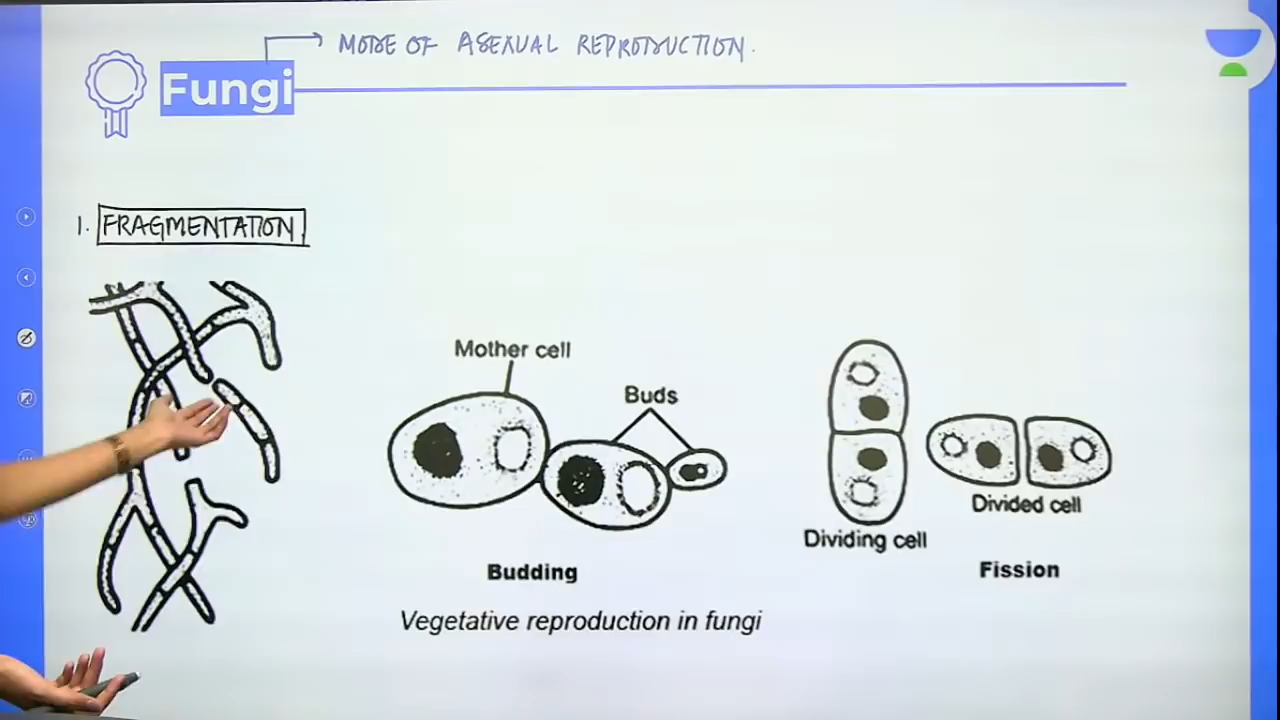 MODE OF ASEXUAL REPRODUCTION.
Fungi
1. FRAGMENTATION
Mother cell
Buds
Divided cell
Dividing cell
Budding
Fission
Vegetative reproduction in fungi